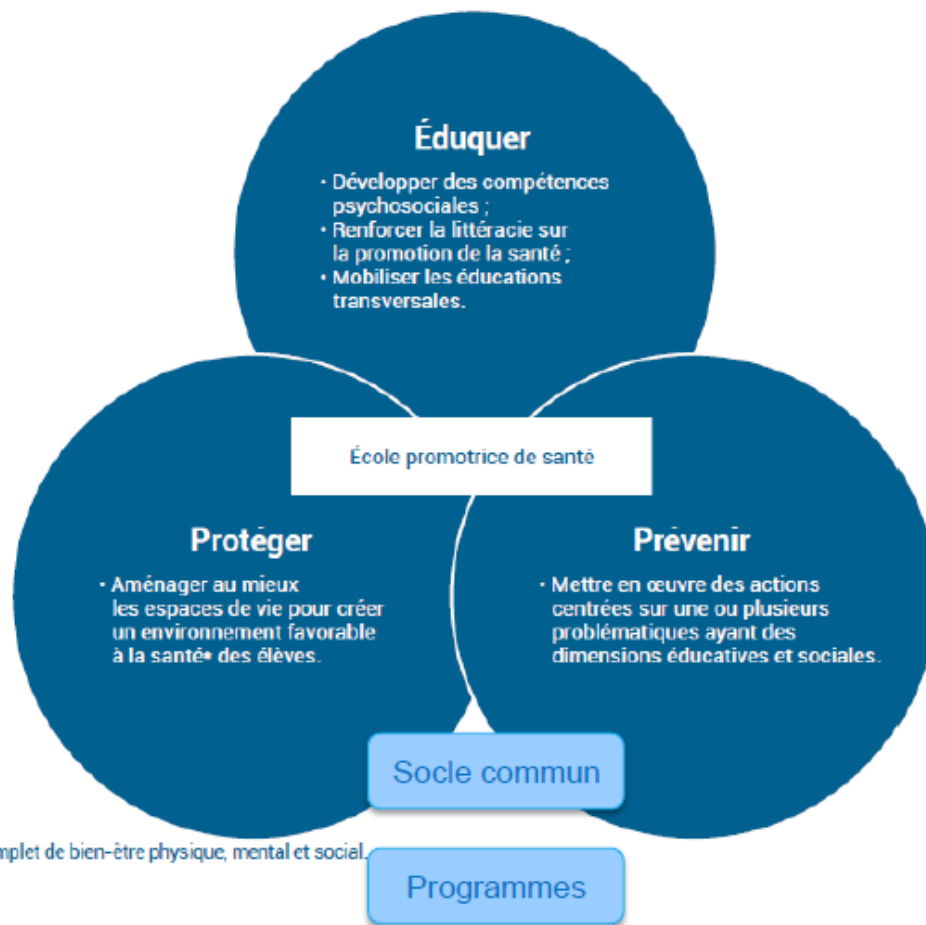 Éduquer
• Développer des compétences
psychosociales ;
• Renforcer la littéracie sur
la promotion de la santé ;
• Mobiliser les éducations
transversales.
École promotrice de santé
Protéger
• Aménager au mieux
les espaces de vie pour créer
un environnement favorable
à la santé* des élèves.
Prévenir
• Mettre en œuvre des actions
centrées sur une ou plusieurs
problématiques ayant des
dimensions éducatives et sociales.
Socle commun
de bien-être physique, mental et social.
Programmes